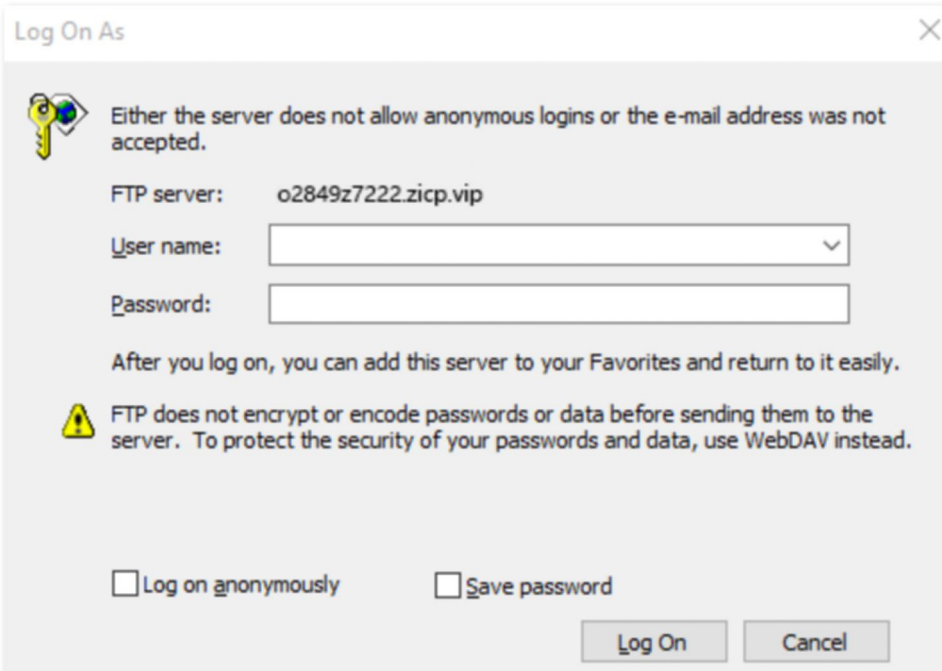 Log On As
Either the server does not allow anonymous logins or the e-mail address was not
accepted.
FTP server: o2849z7222.zicp.vip
User name:
Password:
After you log on, you can add this server to your Favorites and return to it easily.
FTP does not encrypt or encode passwords or data before sending them to the
server. To protect the security of your passwords and data, use WebDAV instead.
Log on anonymously Save password
Log On Cancel